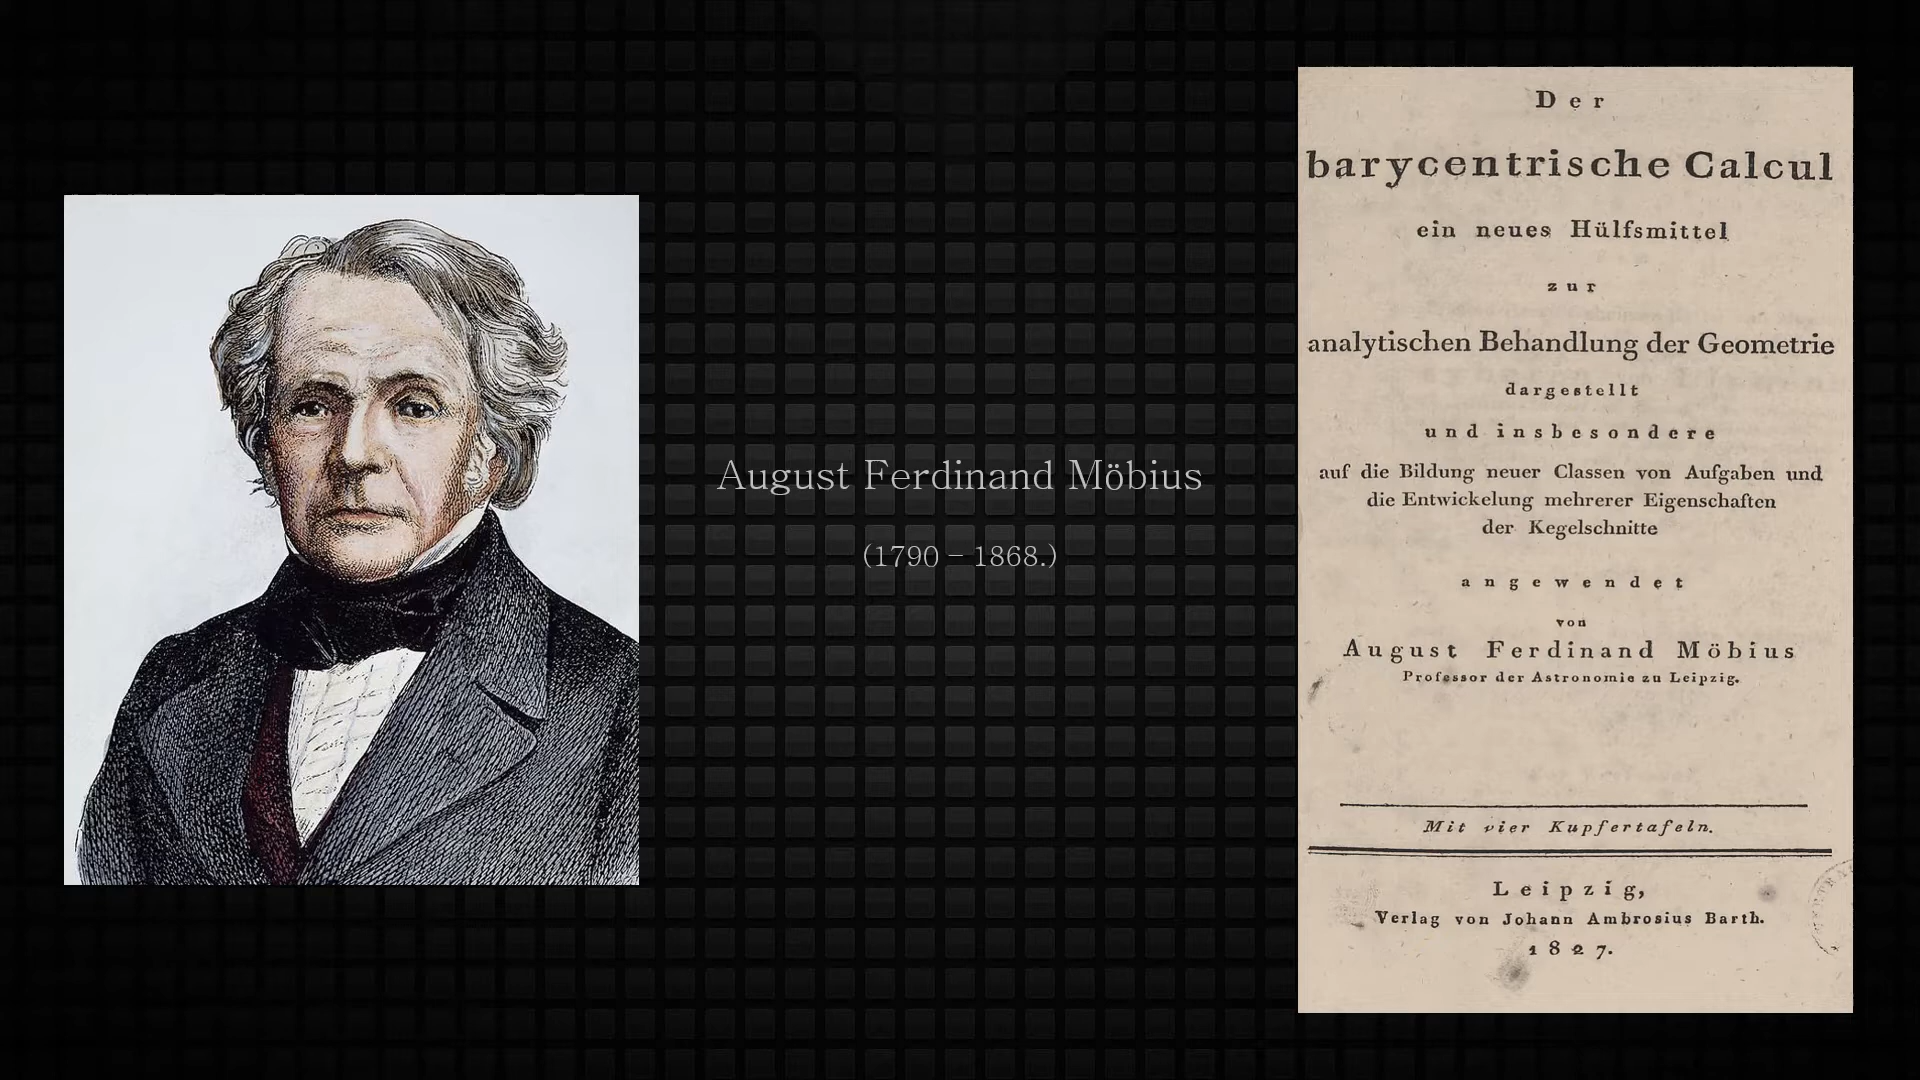 August Ferdinand Möbius
(1790 – 1868.)
Der
barycentrische Calcul
ein neues Hülfsmittel
zur
analytischen Behandlung der Geometrie
dargestellt
und insbesondere
auf die Bildung neuer Classen von Aufgaben und
die Entwickelung mehrerer Eigenschaften
der Kegelschnitte
angewendet
von
August Ferdinand Möbius
Professor der Astronomie zu Leipzig.
Mit vier Kupfertafeln.
Leipzig,
Verlag von Johann Ambrosius Barth.
1827.